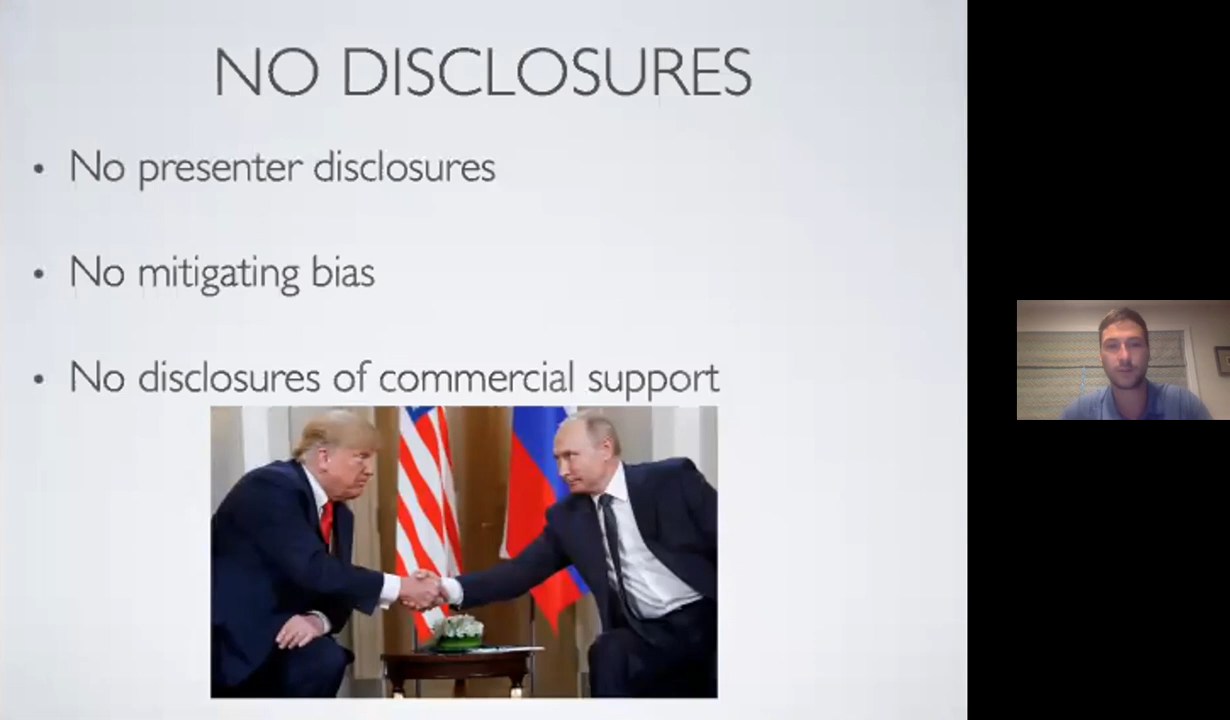 NO DISCLOSURES
• No presenter disclosures
• No mitigating bias
• No disclosures of commercial support